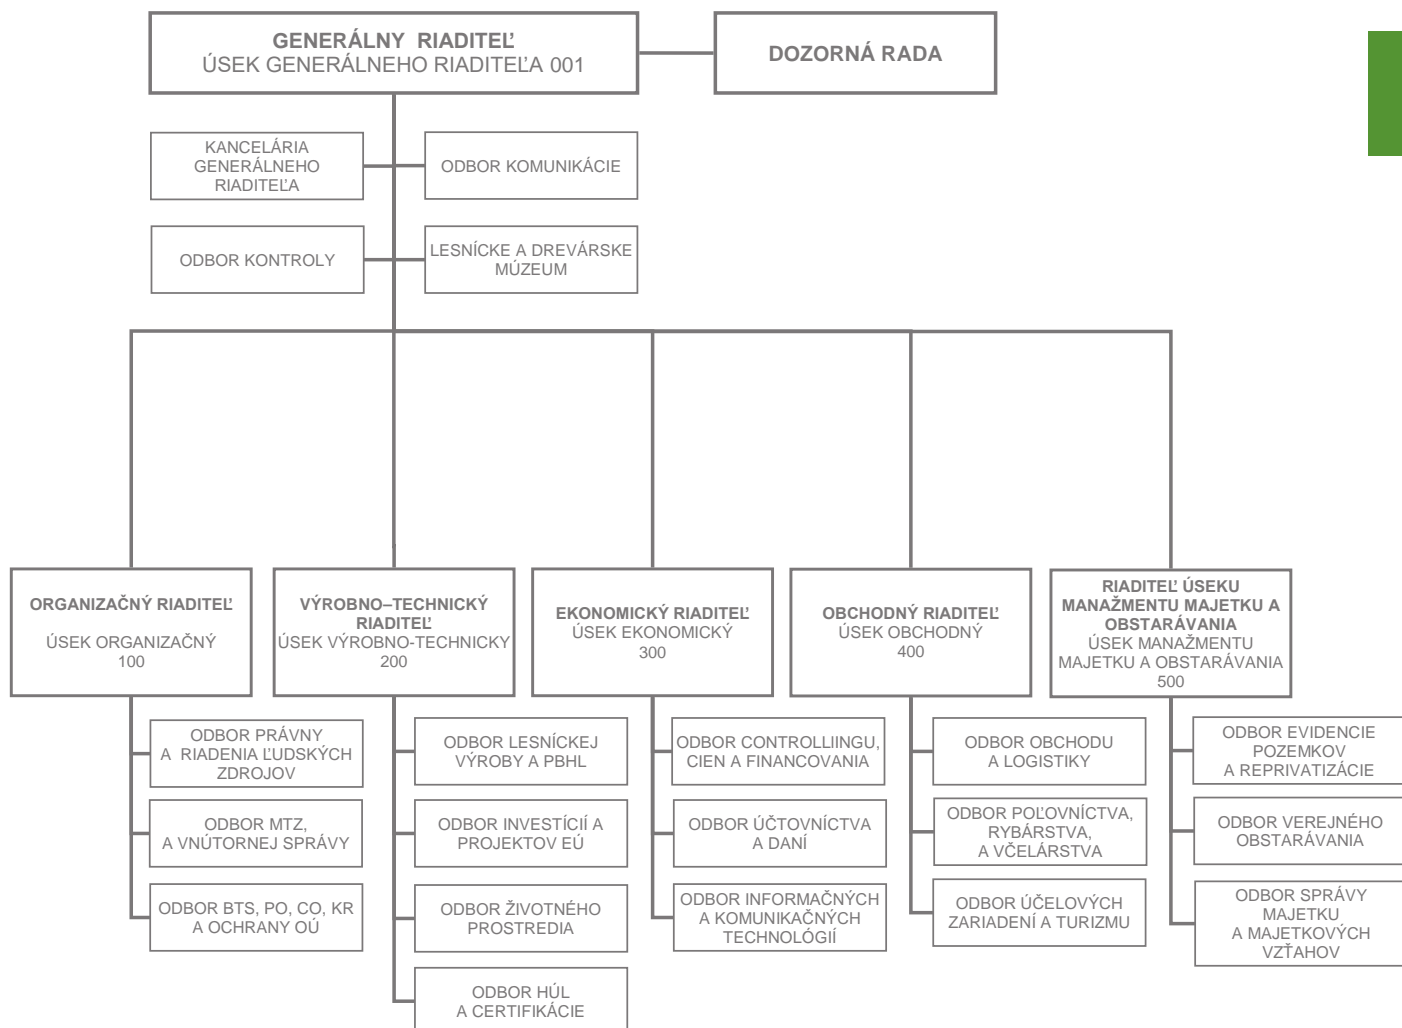 GENERÁLNY RIADITEĽ
ÚSEK GENERÁLNEHO RIADITEĽA 001
DOZORNÁ RADA
KANCELÁRIA
GENERÁLNEHO
RIADITEĽA
ODBOR KOMUNIKÁCIE
ODBOR KONTROLY
LESNÍCKE A DREVÁRSKE
MÚZEUM
ORGANIZAČNÝ RIADITEĽ
ÚSEK ORGANIZAČNÝ
100
VÝROBNO–TECHNICKÝ
RIADITEĽ
ÚSEK VÝROBNO-TECHNICKY
200
EKONOMICKÝ RIADITEĽ
ÚSEK EKONOMICKÝ
300
OBCHODNÝ RIADITEĽ
ÚSEK OBCHODNÝ
400
RIADITEĽ ÚSEKU
MANAŽMENTU MAJETKU A
OBSTARÁVANIA
ÚSEK MANAŽMENTU
MAJETKU A OBSTARÁVANIA
500
ODBOR PRÁVNY
A RIADENIA ĽUDSKÝCH
ZDROJOV
ODBOR MTZ,
A VNÚTORNEJ SPRÁVY
ODBOR BTS, PO, CO, KR
A OCHRANY OÚ
ODBOR LESNÍCKEJ
VÝROBY A PBHL
ODBOR INVESTÍCIÍ A
PROJEKTOV EÚ
ODBOR ŽIVOTNÉHO
PROSTREDIA
ODBOR HÚL
A CERTIFIKÁCIE
ODBOR CONTROLLIINGU,
CIEN A FINANCOVANIA
ODBOR ÚČTOVNÍCTVA
A DANÍ
ODBOR INFORMAČNÝCH
A KOMUNIKAČNÝCH
TECHNOLÓGIÍ
ODBOR OBCHODU
A LOGISTIKY
ODBOR POĽOVNÍCTVA,
RYBÁRSTVA,
A VČELÁRSTVA
ODBOR ÚČELOVÝCH
ZARIADENÍ A TURIZMU
ODBOR EVIDENCIE
POZEMKOV
A REPRIVATIZÁCIE
ODBOR VEREJNÉHO
OBSTARÁVANIA
ODBOR SPRÁVY
MAJETKU
A MAJETKOVÝCH
VZŤAHOV